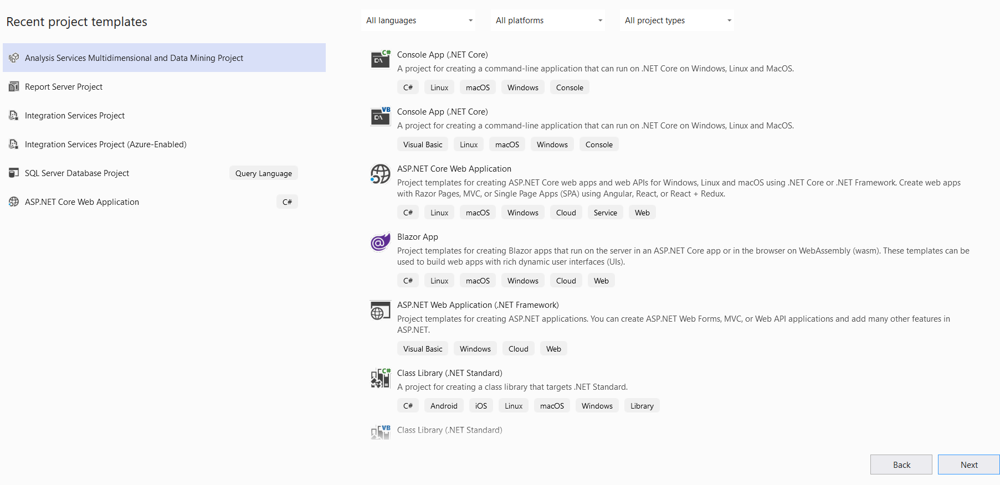 Recent project templates
Analysis Services Multidimensional and Data Mining Project
Report Server Project
Integration Services Project
Integration Services Project (Azure-Enabled)
SQL Server Database Project Query Language
ASP.NET Core Web Application C#
All languages All platforms All project types
C#
C:\
Console App (.NET Core)
A project for creating a command-line application that can run on .NET Core on Windows, Linux and MacOS.
C# Linux macOS Windows Console
VB
C:\
Console App (.NET Core)
A project for creating a command-line application that can run on .NET Core on Windows, Linux and MacOS.
Visual Basic Linux macOS Windows Console
ASP.NET Core Web Application
Project templates for creating ASP.NET Core web apps and web APIs for Windows, Linux and macOS using .NET Core or .NET Framework. Create web apps
with Razor Pages, MVC, or Single Page Apps (SPA) using Angular, React, or React + Redux.
C# Linux macOS Windows Cloud Service Web
@
Blazor App
Project templates for creating Blazor apps that run on the server in an ASP.NET Core app or in the browser on WebAssembly (wasm). These templates can be
used to build web apps with rich dynamic user interfaces (UIs).
C# Linux macOS Windows Cloud Web
ASP.NET Web Application (.NET Framework)
Project templates for creating ASP.NET applications. You can create ASP.NET Web Forms, MVC, or Web API applications and add many other features in
ASP.NET.
Visual Basic Windows Cloud Web
C#
Class Library (.NET Standard)
A project for creating a class library that targets .NET Standard.
C# Android iOS Linux macOS Windows Library
VB
Class Library (.NET Standard)
Back Next